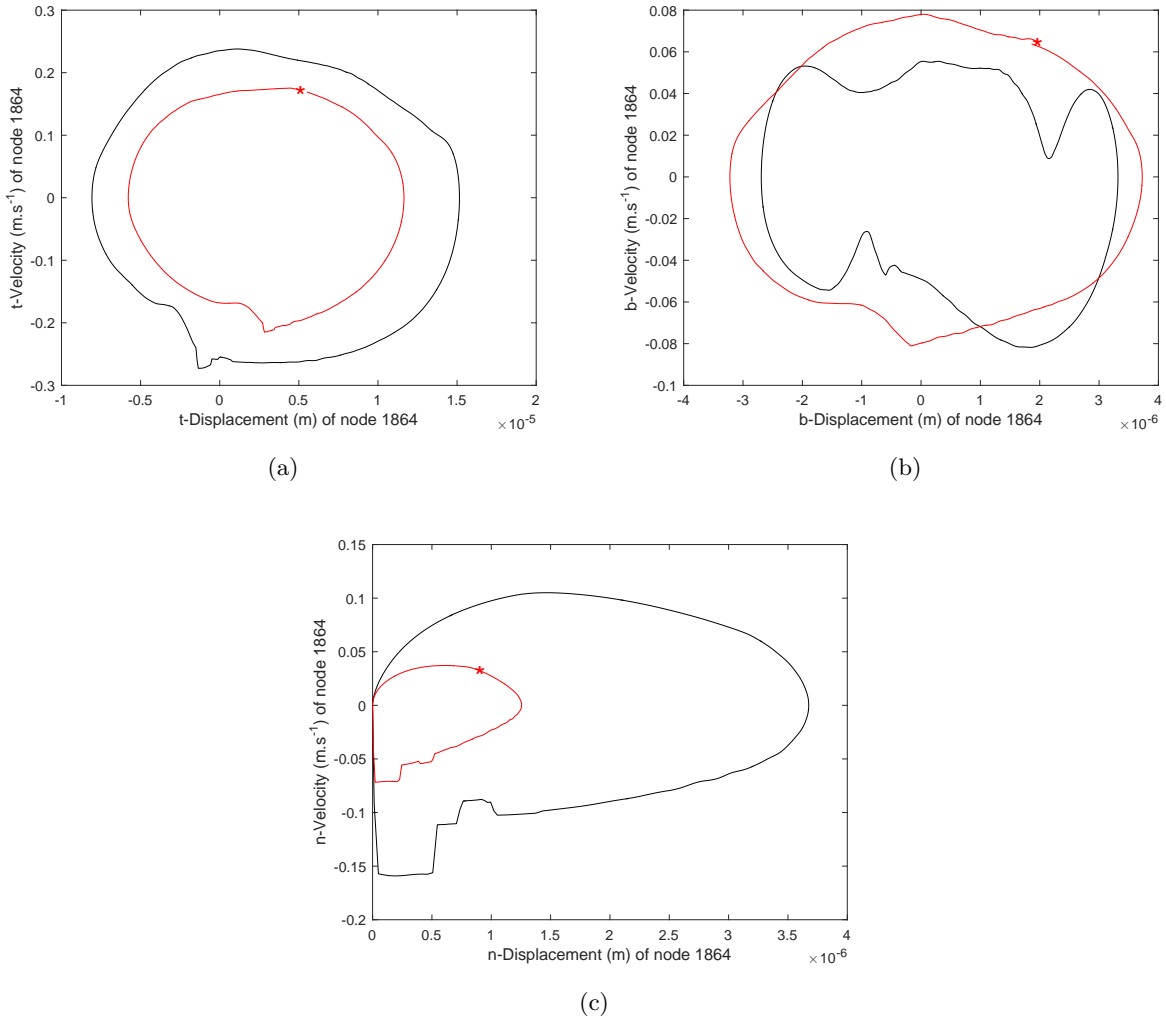 0.3
0.2
0.1
0
-0.1
-0.2
-0.3
t-Velocity (m.s-1) of node 1864
-1 -0.5 0 0.5 1 1.5 2
t-Displacement (m) of node 1864
×10-5
(a)
0.08
0.06
0.04
0.02
0
-0.02
-0.04
-0.06
-0.08
-0.1
b-Velocity (m.s-1) of node 1864
-4 -3 -2 -1 0 1 2 3 4
b-Displacement (m) of node 1864
×10-6
(b)
0.15
0.1
0.05
0
-0.05
-0.1
-0.15
-0.2
n-Velocity (m.s-1) of node 1864
0 0.5 1 1.5 2 2.5 3 3.5 4
n-Displacement (m) of node 1864
×10-6
(c)